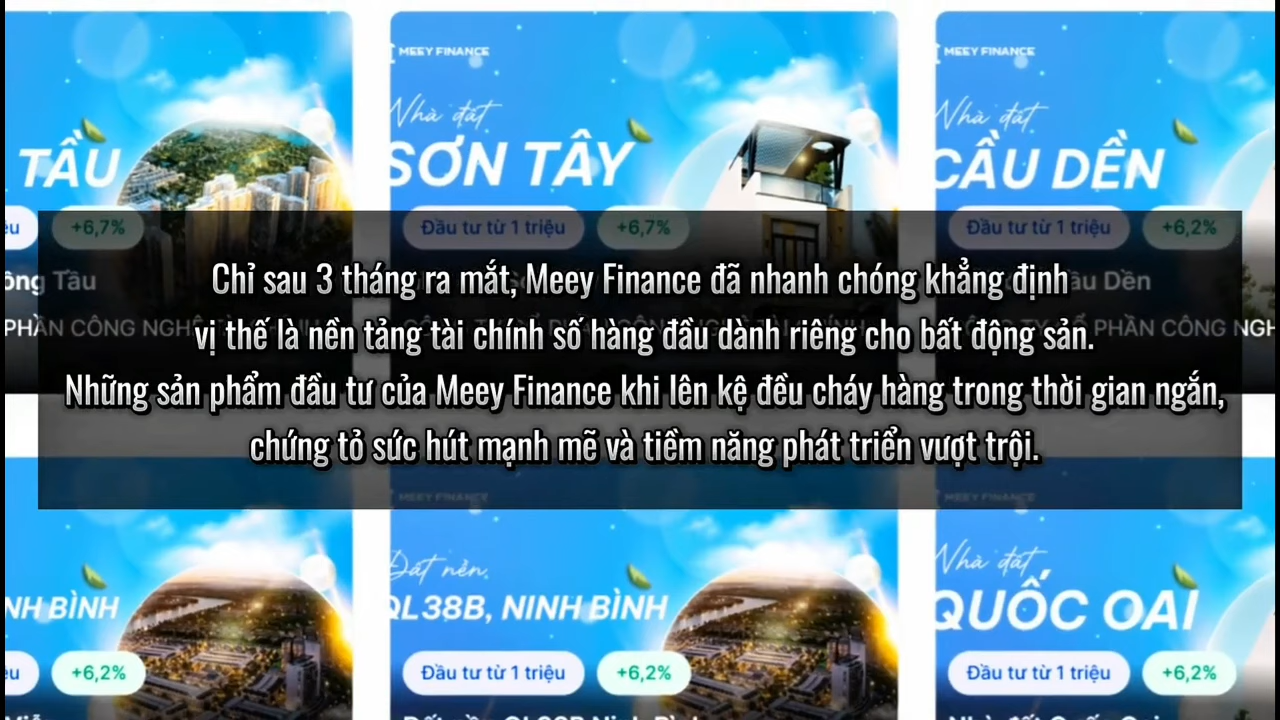 MEEY FINANCE
MEEY FINANCE
Nhà đất
Nhà đất
TẦU
SƠN TÂY
CẦU DỀN
+6,7%
Đầu tư từ 1 triệu
+6,7%
Đầu tư từ 1 triệu
+6,2%
Tầu
Dền
Chỉ sau 3 tháng ra mắt, Meey Finance đã nhanh chóng khẳng định
vị thế là nền tảng tài chính số hàng đầu dành riêng cho bất động sản.
Những sản phẩm đầu tư của Meey Finance khi lên kệ đều cháy hàng trong thời gian ngắn,
chứng tỏ sức hút mạnh mẽ và tiềm năng phát triển vượt trội.
MEEY FINANCE
MEEY FINANCE
Đất nền
Nhà đất
NH BÌNH
QL38B, NINH BÌNH
QUỐC OAI
+6,2%
Đầu tư từ 1 triệu
+6,2%
Đầu tư từ 1 triệu
+6,2%